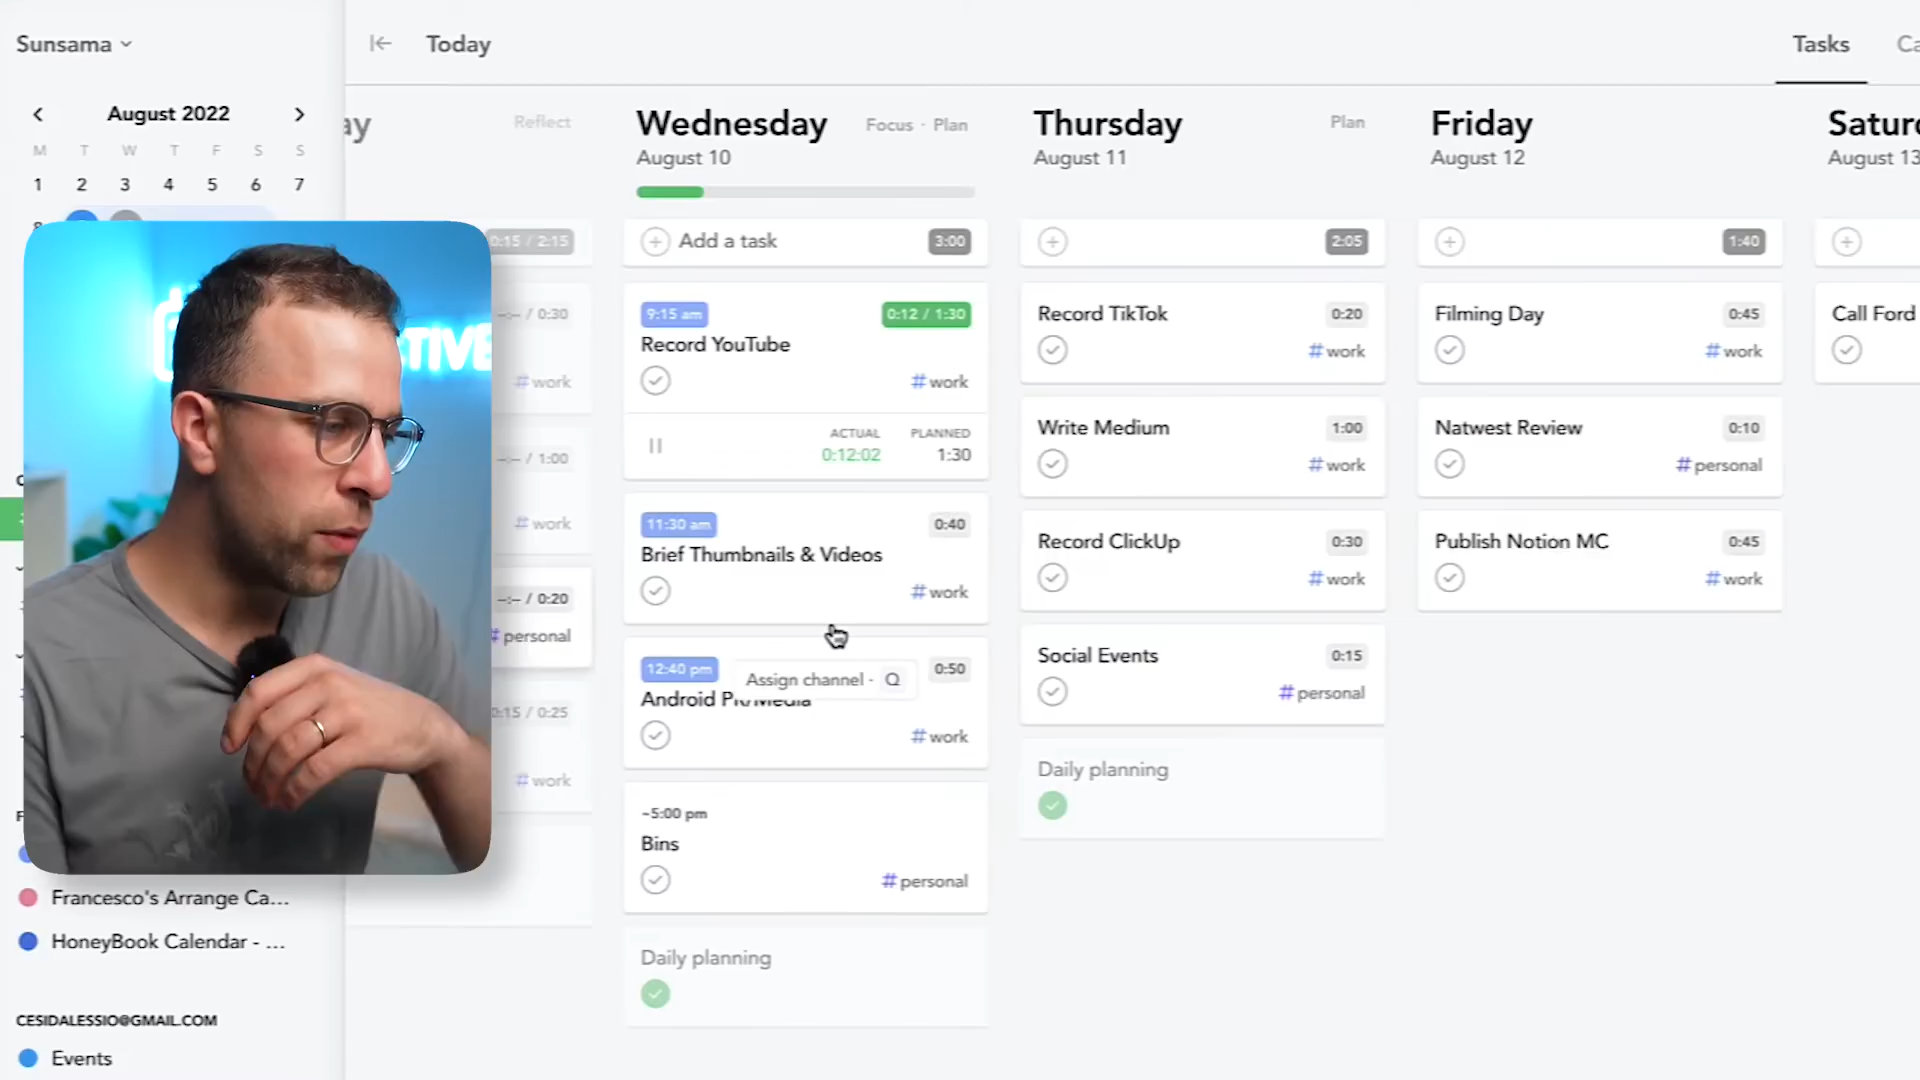 Sunsama
Today
Tasks
August 2022
M T W T F S S
1 2 3 4 5 6 7
Reflect
0:15 / 2:15
--:-- / 0:30
#work
--:-- / 1:00
#work
--:-- / 0:20
#personal
0:15 / 0:25
#work
Wednesday
Focus · Plan
August 10
Add a task
3:00
9:15 am
0:12 / 1:30
Record YouTube
#work
ACTUAL PLANNED
0:12:02 1:30
11:30 am
0:40
Brief Thumbnails & Videos
#work
12:40 pm
Assign channel ·
0:50
Android PR/Media
#work
~5:00 pm
Bins
#personal
Daily planning
Thursday
Plan
August 11
2:05
Record TikTok
0:20
#work
Write Medium
1:00
#work
Record ClickUp
0:30
#work
Social Events
0:15
#personal
Daily planning
Friday
August 12
1:40
Filming Day
0:45
#work
Natwest Review
0:10
#personal
Publish Notion MC
0:45
#work
August 13
Call Ford
Francesco's Arrange Ca...
HoneyBook Calendar - ...
CESIDALESSIO@GMAIL.COM
Events